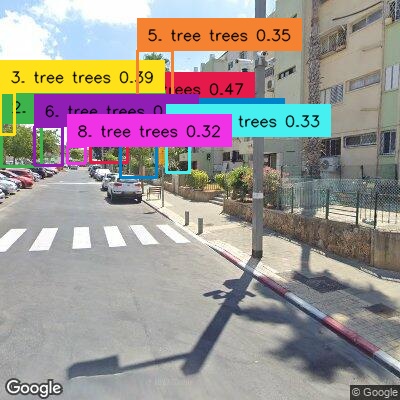 5. tree trees 0.35
3. tree trees 0.39
trees 0.47
2.
6. tree trees 0
trees 0.33
8. tree trees 0.32
Google
© Google